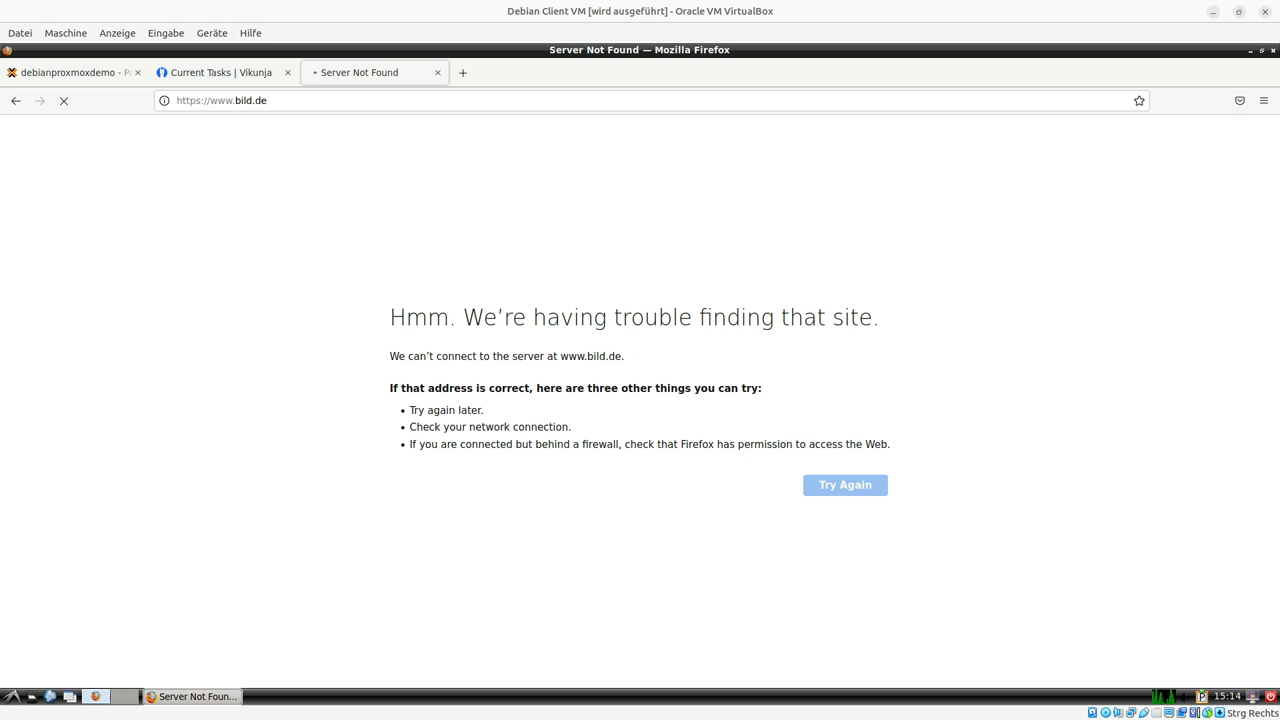 Debian Client VM [wird ausgeführt] - Oracle VM VirtualBox
Datei Maschine Anzeige Eingabe Geräte Hilfe
Server Not Found — Mozilla Firefox
debianproxmoxdemo - Pr Current Tasks | Vikunja Server Not Found
https://www.bild.de
Hmm. We're having trouble finding that site.
We can't connect to the server at www.bild.de.
If that address is correct, here are three other things you can try:
• Try again later.
• Check your network connection.
• If you are connected but behind a firewall, check that Firefox has permission to access the Web.
Try Again
Server Not Foun... 15:14
Strg Rechts